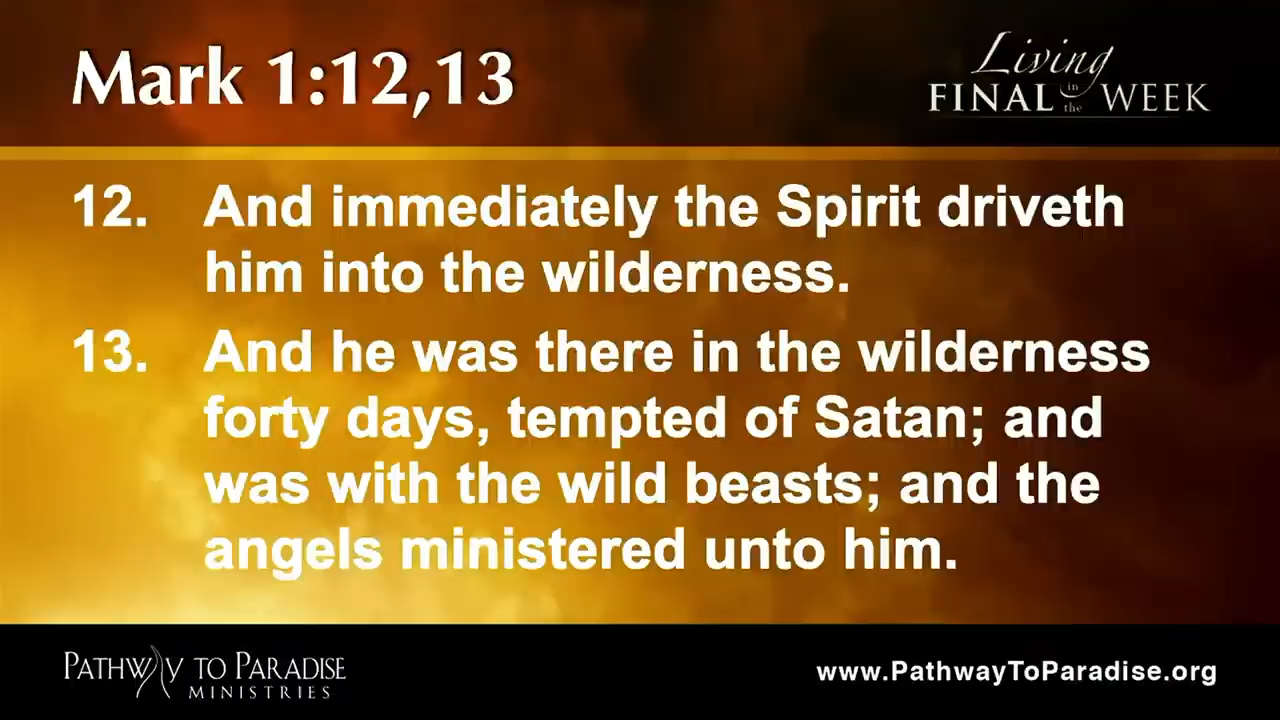 Mark 1:12,13
Living
in
FINAL the WEEK
12. And immediately the Spirit driveth
him into the wilderness.
13. And he was there in the wilderness
forty days, tempted of Satan; and
was with the wild beasts; and the
angels ministered unto him.
PATHWAY TO PARADISE
MINISTRIES
www.PathwayToParadise.org